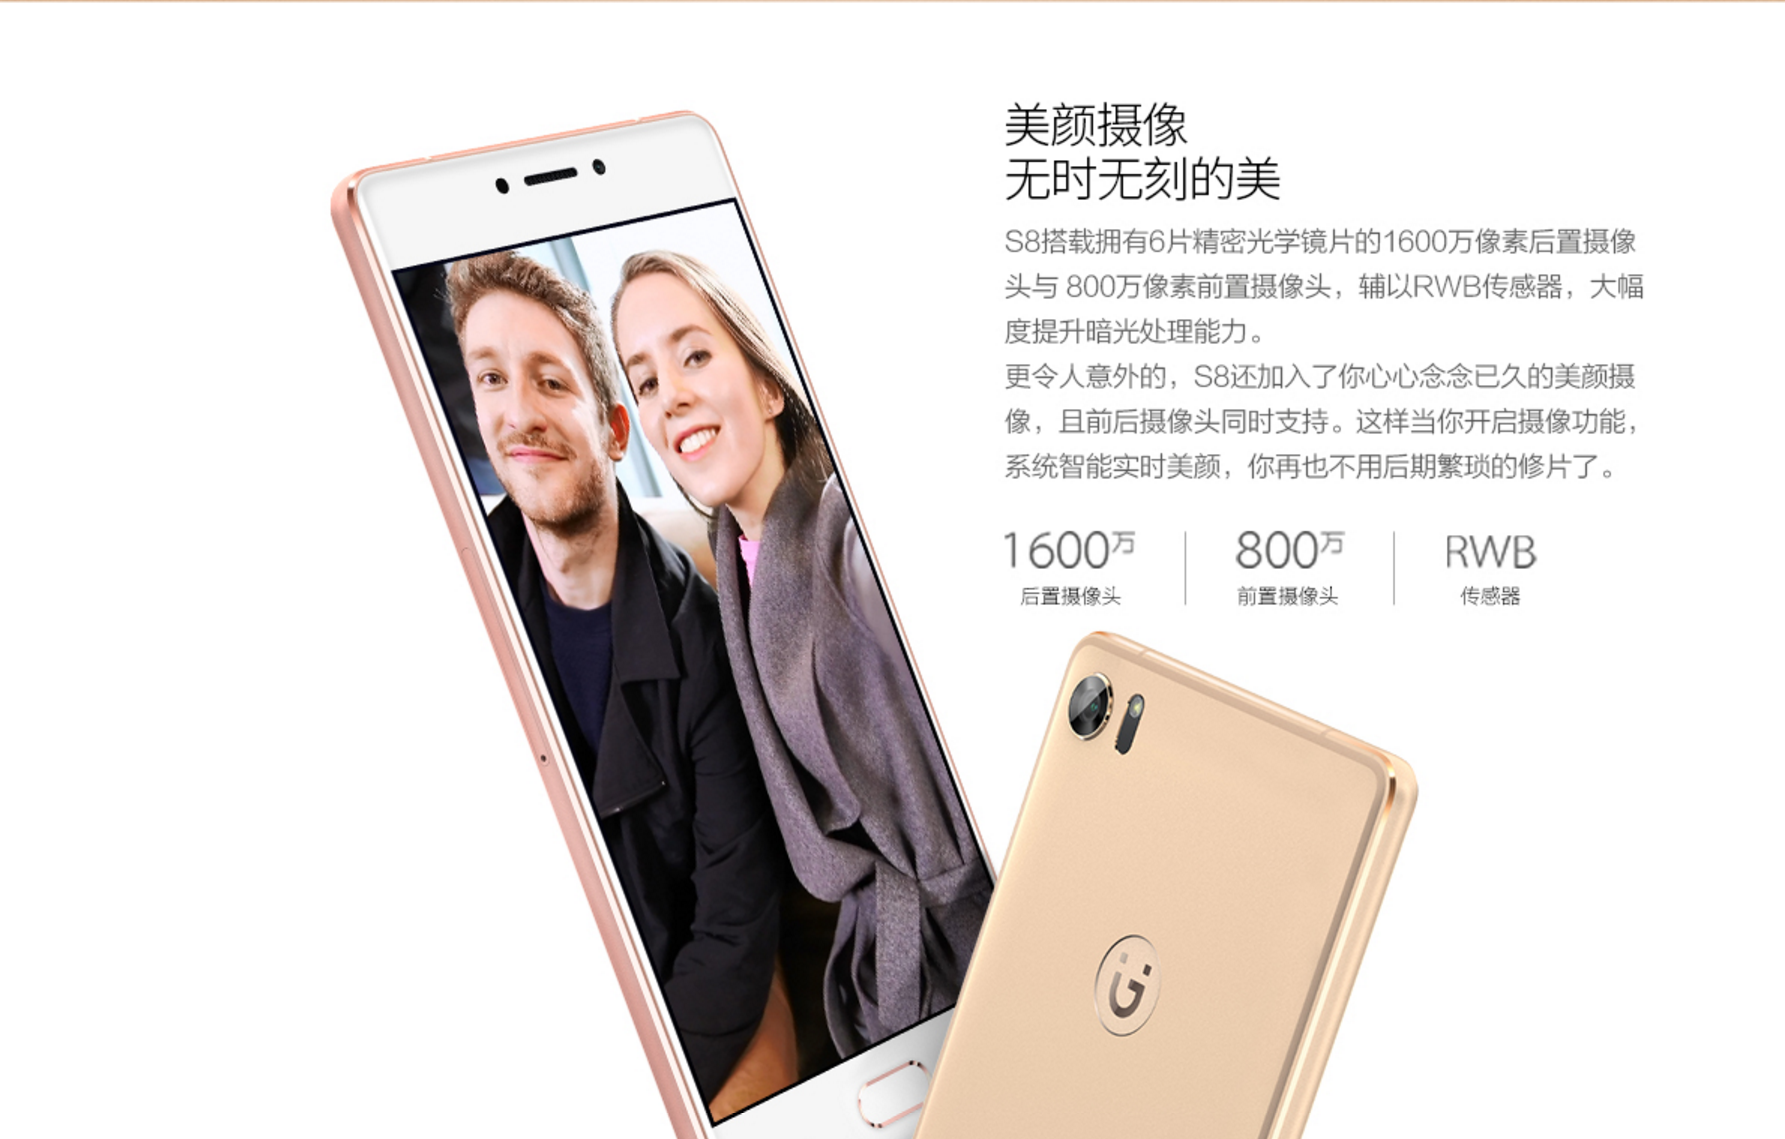 美颜摄像
无时无刻的美
S8搭载拥有6片精密光学镜片的1600万像素后置摄像
头与 800万像素前置摄像头，辅以RWB传感器，大幅
度提升暗光处理能力。
更令人意外的，S8还加入了你心心念念已久的美颜摄
像，且前后摄像头同时支持。这样当你开启摄像功能，
系统智能实时美颜，你再也不用后期繁琐的修片了。
1600万
后置摄像头
800万
前置摄像头
RWB
传感器